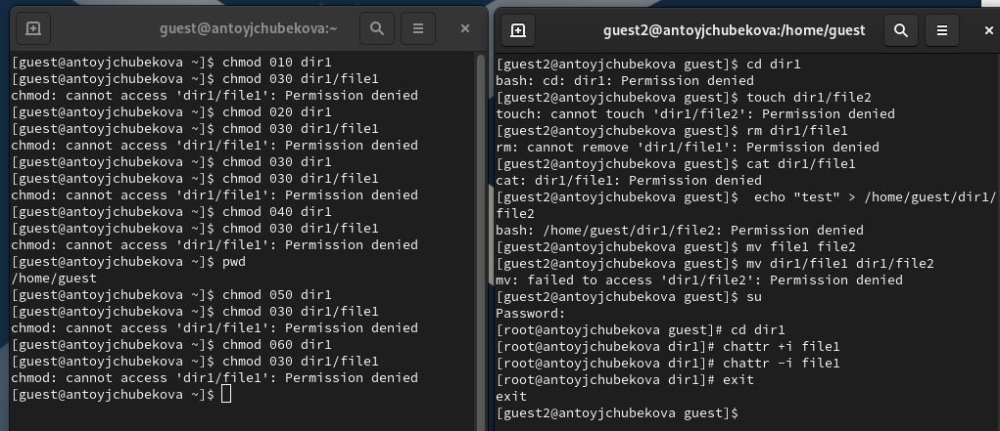 guest@antoyjchubekova:~
[guest@antoyjchubekova ~]$ chmod 010 dir1
[guest@antoyjchubekova ~]$ chmod 030 dir1/file1
chmod: cannot access 'dir1/file1': Permission denied
[guest@antoyjchubekova ~]$ chmod 020 dir1
[guest@antoyjchubekova ~]$ chmod 030 dir1/file1
chmod: cannot access 'dir1/file1': Permission denied
[guest@antoyjchubekova ~]$ chmod 030 dir1
[guest@antoyjchubekova ~]$ chmod 030 dir1/file1
chmod: cannot access 'dir1/file1': Permission denied
[guest@antoyjchubekova ~]$ chmod 040 dir1
[guest@antoyjchubekova ~]$ chmod 030 dir1/file1
chmod: cannot access 'dir1/file1': Permission denied
[guest@antoyjchubekova ~]$ pwd
/home/guest
[guest@antoyjchubekova ~]$ chmod 050 dir1
[guest@antoyjchubekova ~]$ chmod 030 dir1/file1
chmod: cannot access 'dir1/file1': Permission denied
[guest@antoyjchubekova ~]$ chmod 060 dir1
[guest@antoyjchubekova ~]$ chmod 030 dir1/file1
chmod: cannot access 'dir1/file1': Permission denied
[guest@antoyjchubekova ~]$
guest2@antoyjchubekova:/home/guest
[guest2@antoyjchubekova guest]$ cd dir1
bash: cd: dir1: Permission denied
[guest2@antoyjchubekova guest]$ touch dir1/file2
touch: cannot touch 'dir1/file2': Permission denied
[guest2@antoyjchubekova guest]$ rm dir1/file1
rm: cannot remove 'dir1/file1': Permission denied
[guest2@antoyjchubekova guest]$ cat dir1/file1
cat: dir1/file1: Permission denied
[guest2@antoyjchubekova guest]$  echo "test" > /home/guest/dir1/
file2
bash: /home/guest/dir1/file2: Permission denied
[guest2@antoyjchubekova guest]$ mv file1 file2
[guest2@antoyjchubekova guest]$ mv dir1/file1 dir1/file2
mv: failed to access 'dir1/file2': Permission denied
[guest2@antoyjchubekova guest]$ su
Password:
[root@antoyjchubekova guest]# cd dir1
[root@antoyjchubekova dir1]# chattr +i file1
[root@antoyjchubekova dir1]# chattr -i file1
[root@antoyjchubekova dir1]# exit
exit
[guest2@antoyjchubekova guest]$